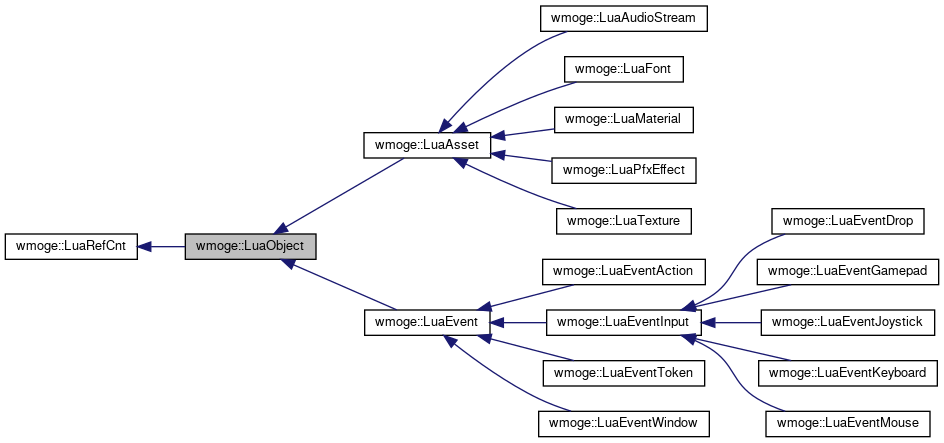 wmoge::LuaRefCnt
wmoge::LuaObject
wmoge::LuaAsset
wmoge::LuaAudioStream
wmoge::LuaFont
wmoge::LuaMaterial
wmoge::LuaPfxEffect
wmoge::LuaTexture
wmoge::LuaEvent
wmoge::LuaEventAction
wmoge::LuaEventInput
wmoge::LuaEventToken
wmoge::LuaEventWindow
wmoge::LuaEventDrop
wmoge::LuaEventGamepad
wmoge::LuaEventJoystick
wmoge::LuaEventKeyboard
wmoge::LuaEventMouse